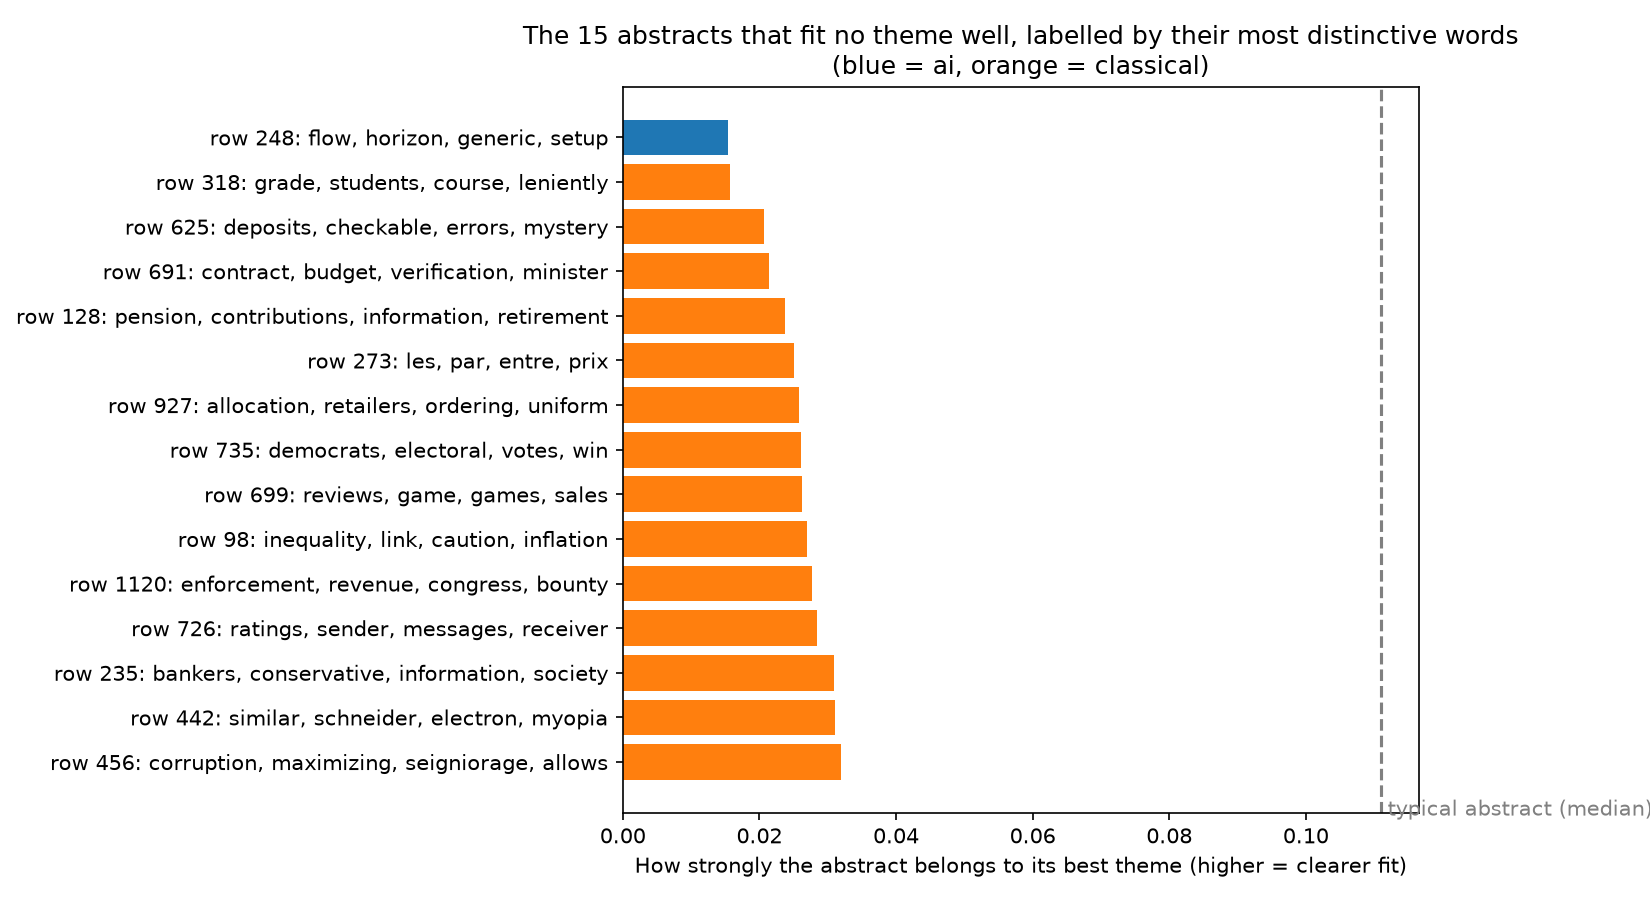 The 15 abstracts that fit no theme well, labelled by their most distinctive words
(blue = ai, orange = classical)
row 248: flow, horizon, generic, setup
row 318: grade, students, course, leniently
row 625: deposits, checkable, errors, mystery
row 691: contract, budget, verification, minister
row 128: pension, contributions, information, retirement
row 273: les, par, entre, prix
row 927: allocation, retailers, ordering, uniform
row 735: democrats, electoral, votes, win
row 699: reviews, game, games, sales
row 98: inequality, link, caution, inflation
row 1120: enforcement, revenue, congress, bounty
row 726: ratings, sender, messages, receiver
row 235: bankers, conservative, information, society
row 442: similar, schneider, electron, myopia
row 456: corruption, maximizing, seigniorage, allows
typical abstract (median)
0.00 0.02 0.04 0.06 0.08 0.10
How strongly the abstract belongs to its best theme (higher = clearer fit)